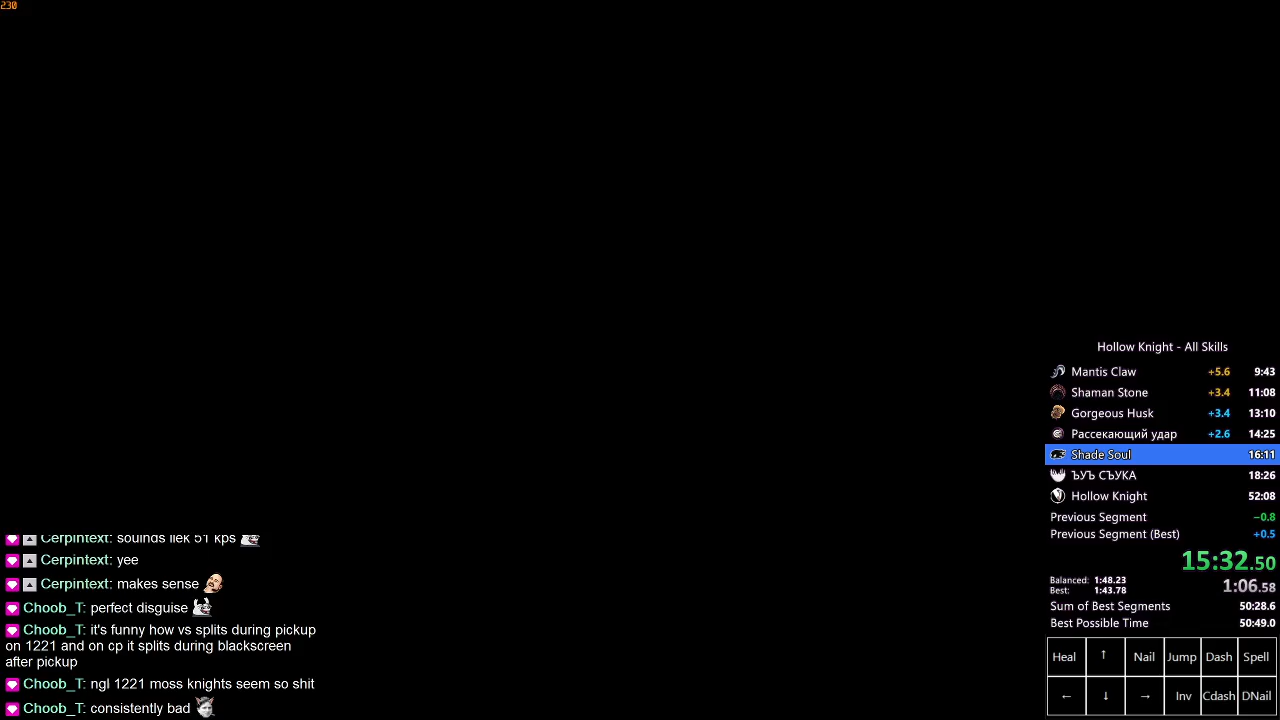 230
Hollow Knight - All Skills
Mantis Claw +5.6 9:43
Shaman Stone +3.4 11:08
Gorgeous Husk +3.4 13:10
Рассекающий удар +2.6 14:25
Shade Soul 16:11
ЪУЪ СЪУКА 18:26
Hollow Knight 52:08
Previous Segment −0.8
Previous Segment (Best) +0.5
15:32.50
Balanced: 1:48.23
Best: 1:43.78
1:06.58
Sum of Best Segments 50:28.6
Best Possible Time 50:49.0
Heal ↑ Nail Jump Dash Spell
← ↓ → Inv Cdash DNail
Cerpintext: sounds liek 51 kps
Cerpintext: yee
Cerpintext: makes sense
Choob_T: perfect disguise
Choob_T: it's funny how vs splits during pickup
on 1221 and on cp it splits during blackscreen
after pickup
Choob_T: ngl 1221 moss knights seem so shit
Choob_T: consistently bad